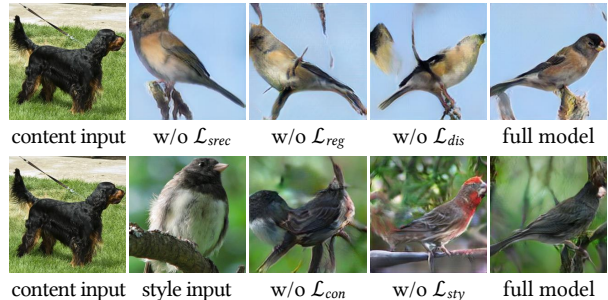 content input w/o ℒsrec w/o ℒreg w/o ℒdis full model
content input style input w/o ℒcon w/o ℒsty full model